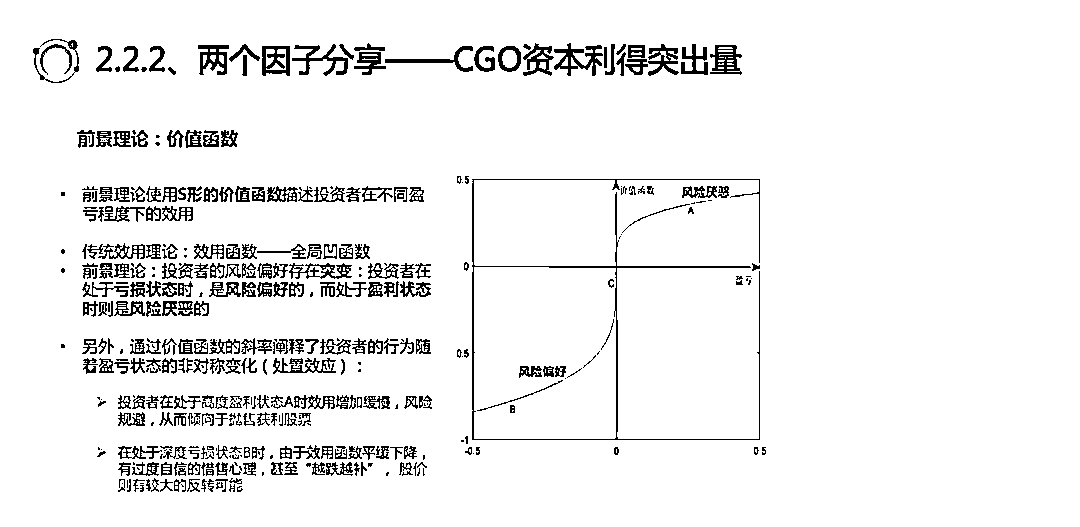 2.2.2、两个因子分享——CGO资本利得突出量
前景理论：价值函数
• 前景理论使用S形的价值函数描述投资者在不同盈
亏程度下的效用
• 传统效用理论：效用函数——全局凹函数
• 前景理论：投资者的风险偏好存在突变：投资者在
处于亏损状态时，是风险偏好的，而处于盈利状态
时则是风险厌恶的
• 另外，通过价值函数的斜率阐释了投资者的行为随
着盈亏状态的非对称变化（处置效应）：
➢ 投资者在处于高度盈利状态A时效用增加缓慢，风险
规避，从而倾向于抛售获利股票
➢ 在处于深度亏损状态B时，由于效用函数平缓下降，
有过度自信的惜售心理，甚至“越跌越补”，股价
则有较大的反转可能
0.5
价值函数
风险厌恶
A
0
盈亏
C
0.5
风险偏好
B
-1
-0.5
0
0.5